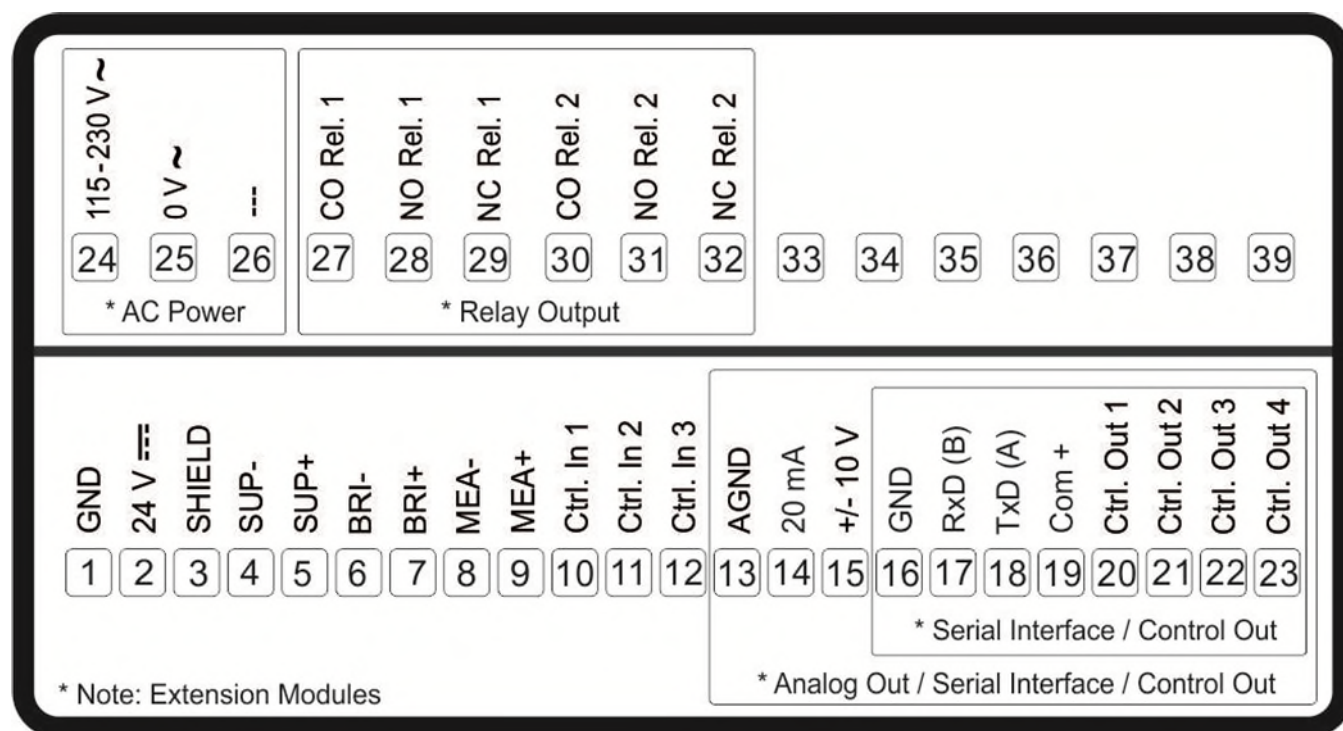 115-230 V ~
0 V ~
---
CO Rel. 1
NO Rel. 1
NC Rel. 1
CO Rel. 2
NO Rel. 2
NC Rel. 2
24 25 26 27 28 29 30 31 32 33 34 35 36 37 38 39
* AC Power
* Relay Output
GND
24 V
SHIELD
SUP-
SUP+
BRI-
BRI+
MEA-
MEA+
Ctrl. In 1
Ctrl. In 2
Ctrl. In 3
AGND
20 mA
+/- 10 V
GND
RxD (B)
TxD (A)
Com +
Ctrl. Out 1
Ctrl. Out 2
Ctrl. Out 3
Ctrl. Out 4
1 2 3 4 5 6 7 8 9 10 11 12 13 14 15 16 17 18 19 20 21 22 23
* Serial Interface / Control Out
* Analog Out / Serial Interface / Control Out
* Note: Extension Modules